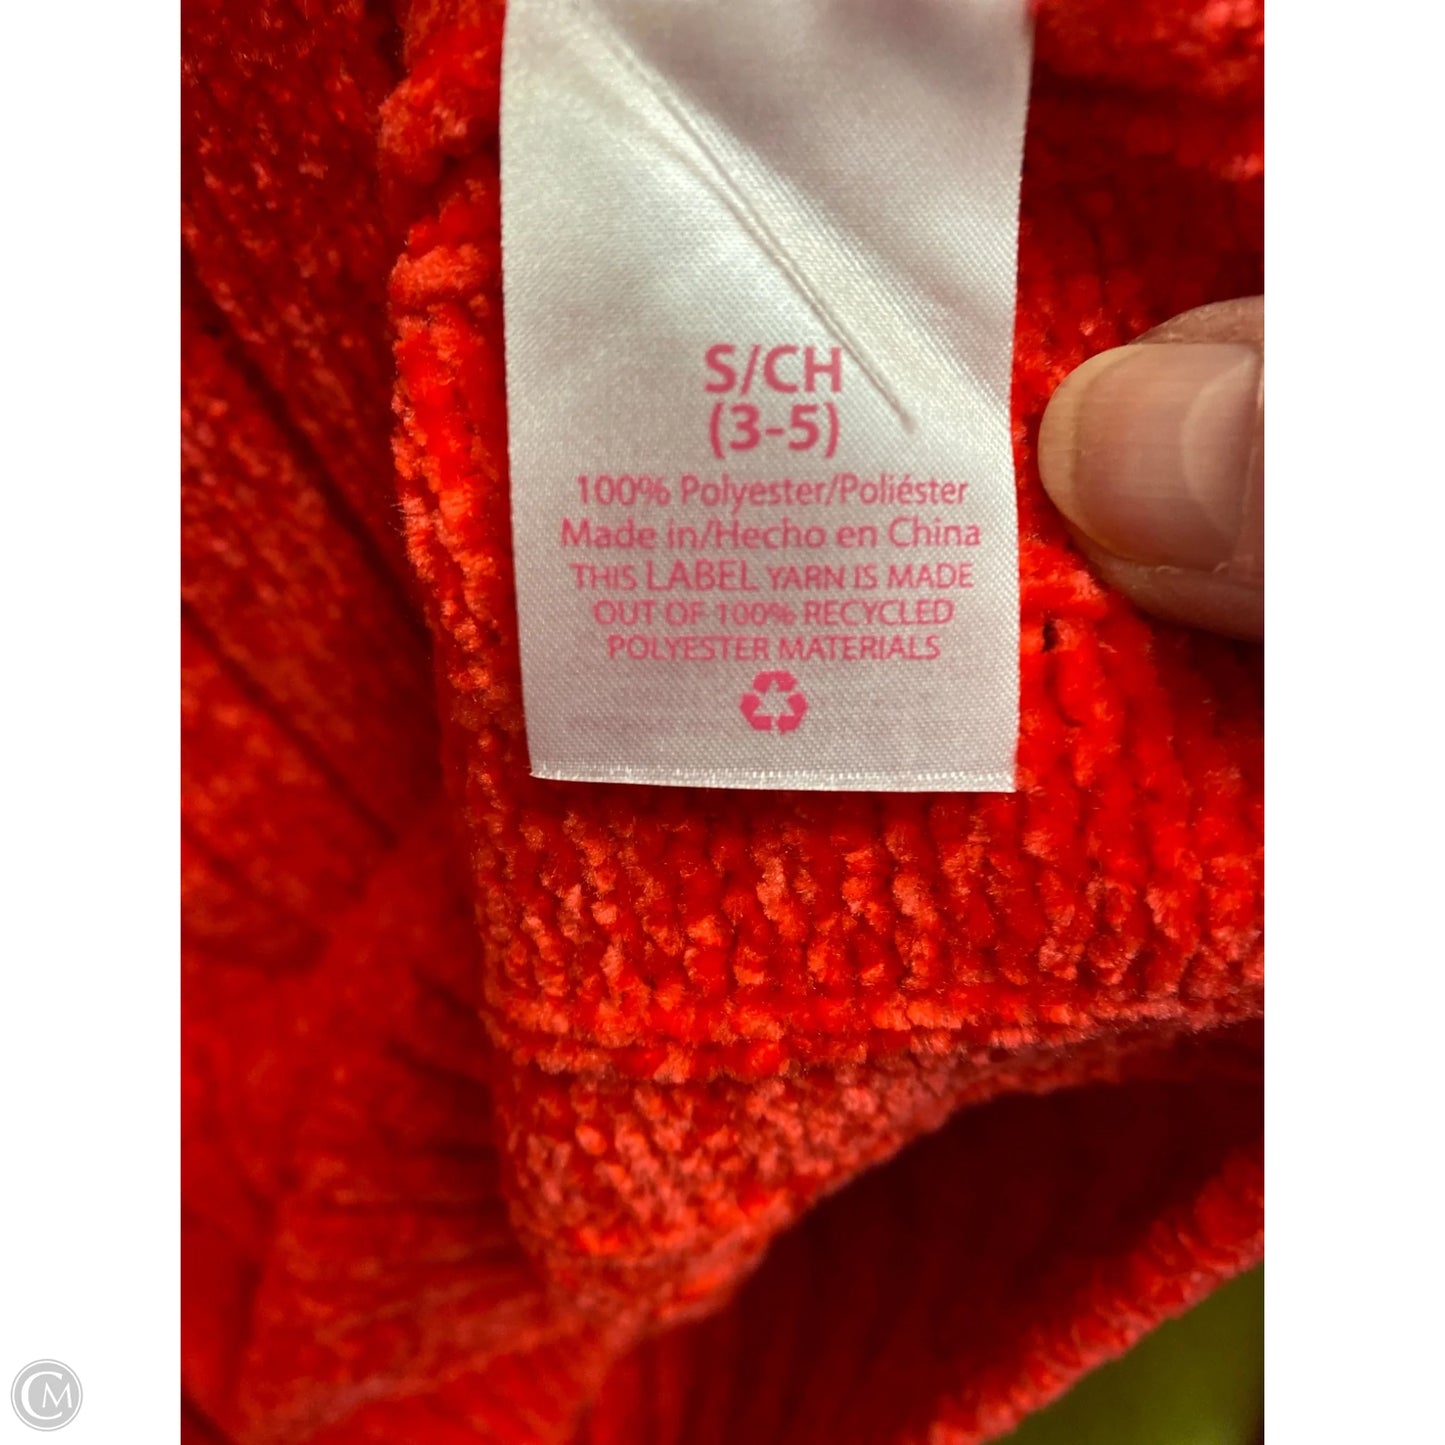 S/CH
(3-5)
100% Polyester/Poliéster
Made in/Hecho en China
THIS LABEL YARN IS MADE
OUT OF 100% RECYCLED
POLYESTER MATERIALS
CM